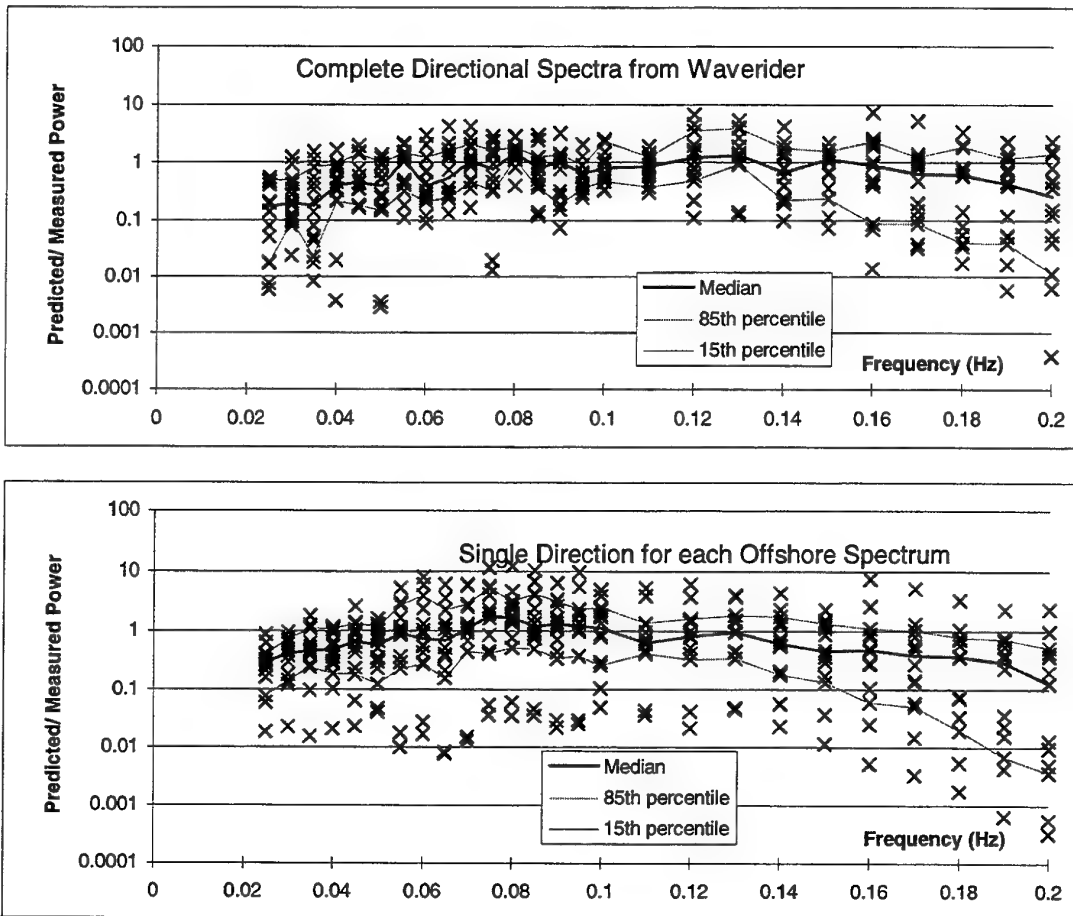 100
Complete Directional Spectra from Waverider
10
1
0.1
0.01
0.001
0.0001
Predicted/ Measured Power
Median
85th percentile
15th percentile
Frequency (Hz)
0 0.02 0.04 0.06 0.08 0.1 0.12 0.14 0.16 0.18 0.2
100
Single Direction for each Offshore Spectrum
10
1
0.1
0.01
0.001
0.0001
Predicted/ Measured Power
Median
85th percentile
15th percentile
Frequency (Hz)
0 0.02 0.04 0.06 0.08 0.1 0.12 0.14 0.16 0.18 0.2